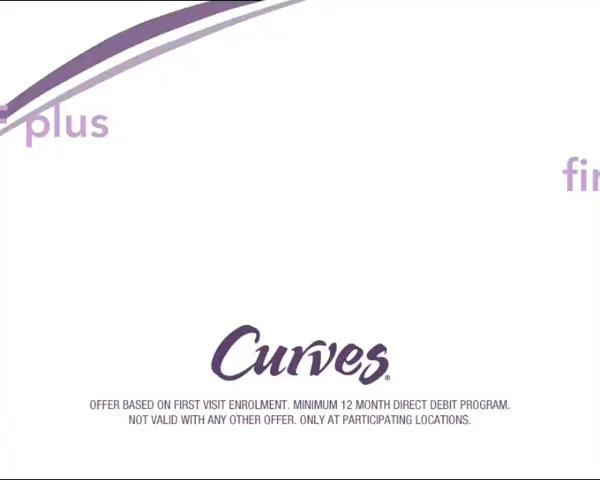 plus
Curves®
OFFER BASED ON FIRST VISIT ENROLMENT. MINIMUM 12 MONTH DIRECT DEBIT PROGRAM.
NOT VALID WITH ANY OTHER OFFER. ONLY AT PARTICIPATING LOCATIONS.